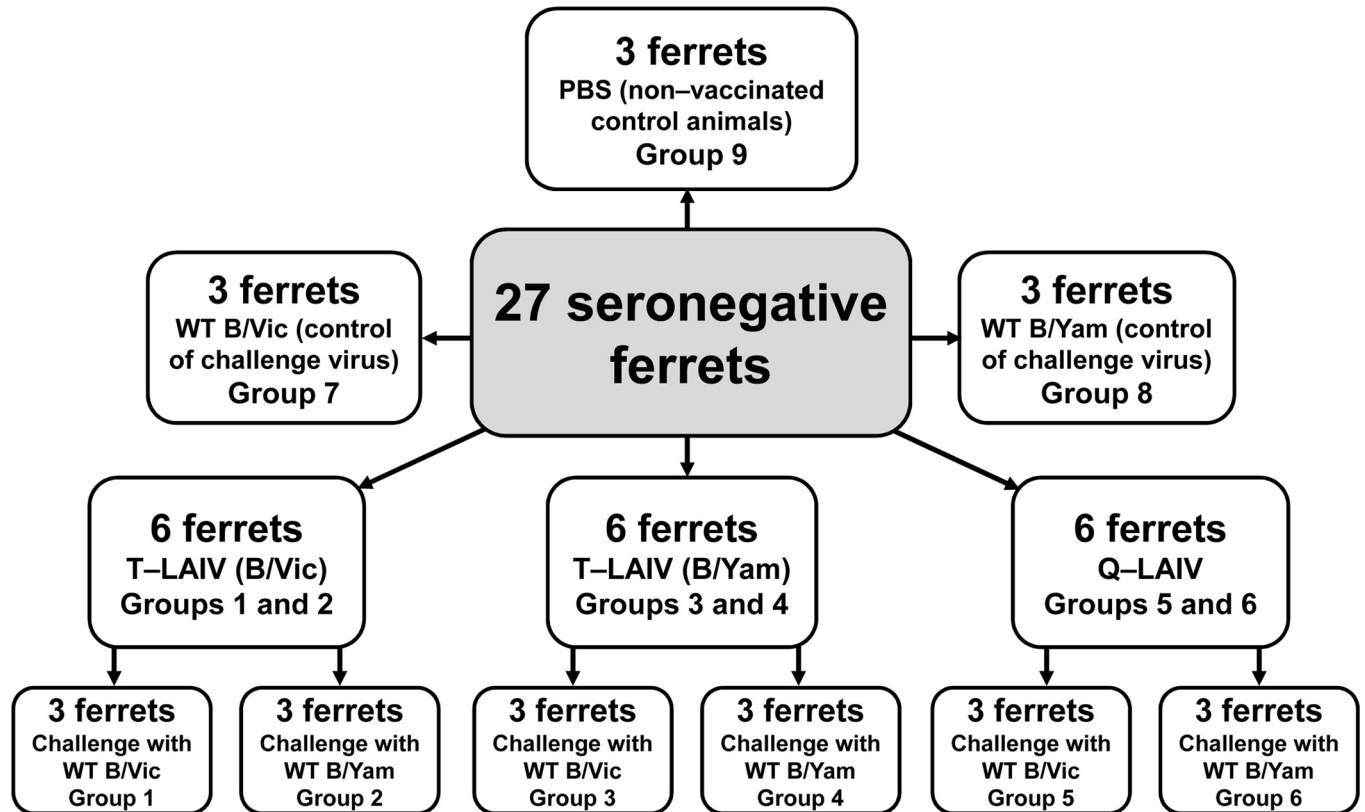 3 ferrets
PBS (non–vaccinated
control animals)
Group 9
3 ferrets
WT B/Vic (control
of challenge virus)
Group 7
27 seronegative
ferrets
3 ferrets
WT B/Yam (control
of challenge virus)
Group 8
6 ferrets
T–LAIV (B/Vic)
Groups 1 and 2
6 ferrets
T–LAIV (B/Yam)
Groups 3 and 4
6 ferrets
Q–LAIV
Groups 5 and 6
3 ferrets
Challenge with
WT B/Vic
Group 1
3 ferrets
Challenge with
WT B/Yam
Group 2
3 ferrets
Challenge with
WT B/Vic
Group 3
3 ferrets
Challenge with
WT B/Yam
Group 4
3 ferrets
Challenge with
WT B/Vic
Group 5
3 ferrets
Challenge with
WT B/Yam
Group 6